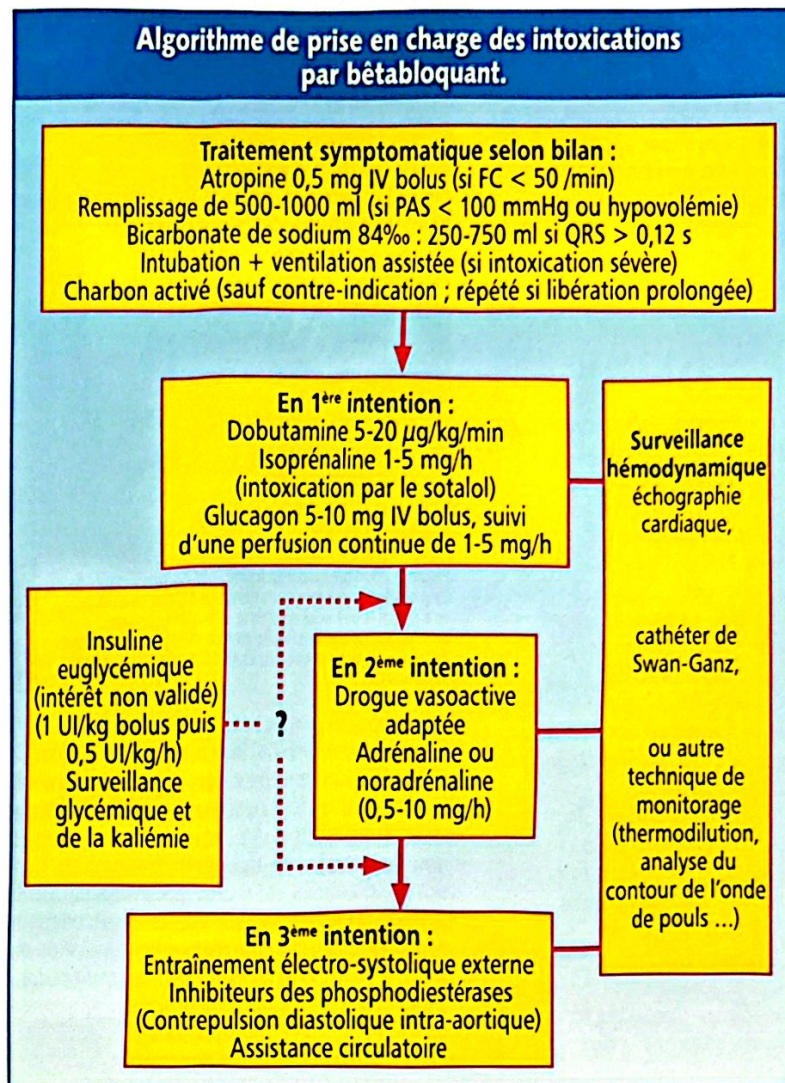 Algorithme de prise en charge des intoxications
par bêtabloquant.
Traitement symptomatique selon bilan :
Atropine 0,5 mg IV bolus (si FC < 50 /min)
Remplissage de 500-1000 ml (si PAS < 100 mmHg ou hypovolémie)
Bicarbonate de sodium 84‰ : 250-750 ml si QRS > 0,12 s
Intubation + ventilation assistée (si intoxication sévère)
Charbon activé (sauf contre-indication ; répété si libération prolongée)
En 1ère intention :
Dobutamine 5-20 µg/kg/min
Isoprénaline 1-5 mg/h
(intoxication par le sotalol)
Glucagon 5-10 mg IV bolus, suivi
d'une perfusion continue de 1-5 mg/h
Surveillance
hémodynamique
échographie
cardiaque,
cathéter de
Swan-Ganz,
ou autre
technique de
monitorage
(thermodilution,
analyse du
contour de l'onde
de pouls ...)
Insuline
euglycémique
(intérêt non validé)
(1 UI/kg bolus puis
0,5 UI/kg/h)
Surveillance
glycémique et
de la kaliémie
?
En 2ème intention :
Drogue vasoactive
adaptée
Adrénaline ou
noradrénaline
(0,5-10 mg/h)
En 3ème intention :
Entraînement électro-systolique externe
Inhibiteurs des phosphodiestérases
(Contrepulsion diastolique intra-aortique)
Assistance circulatoire